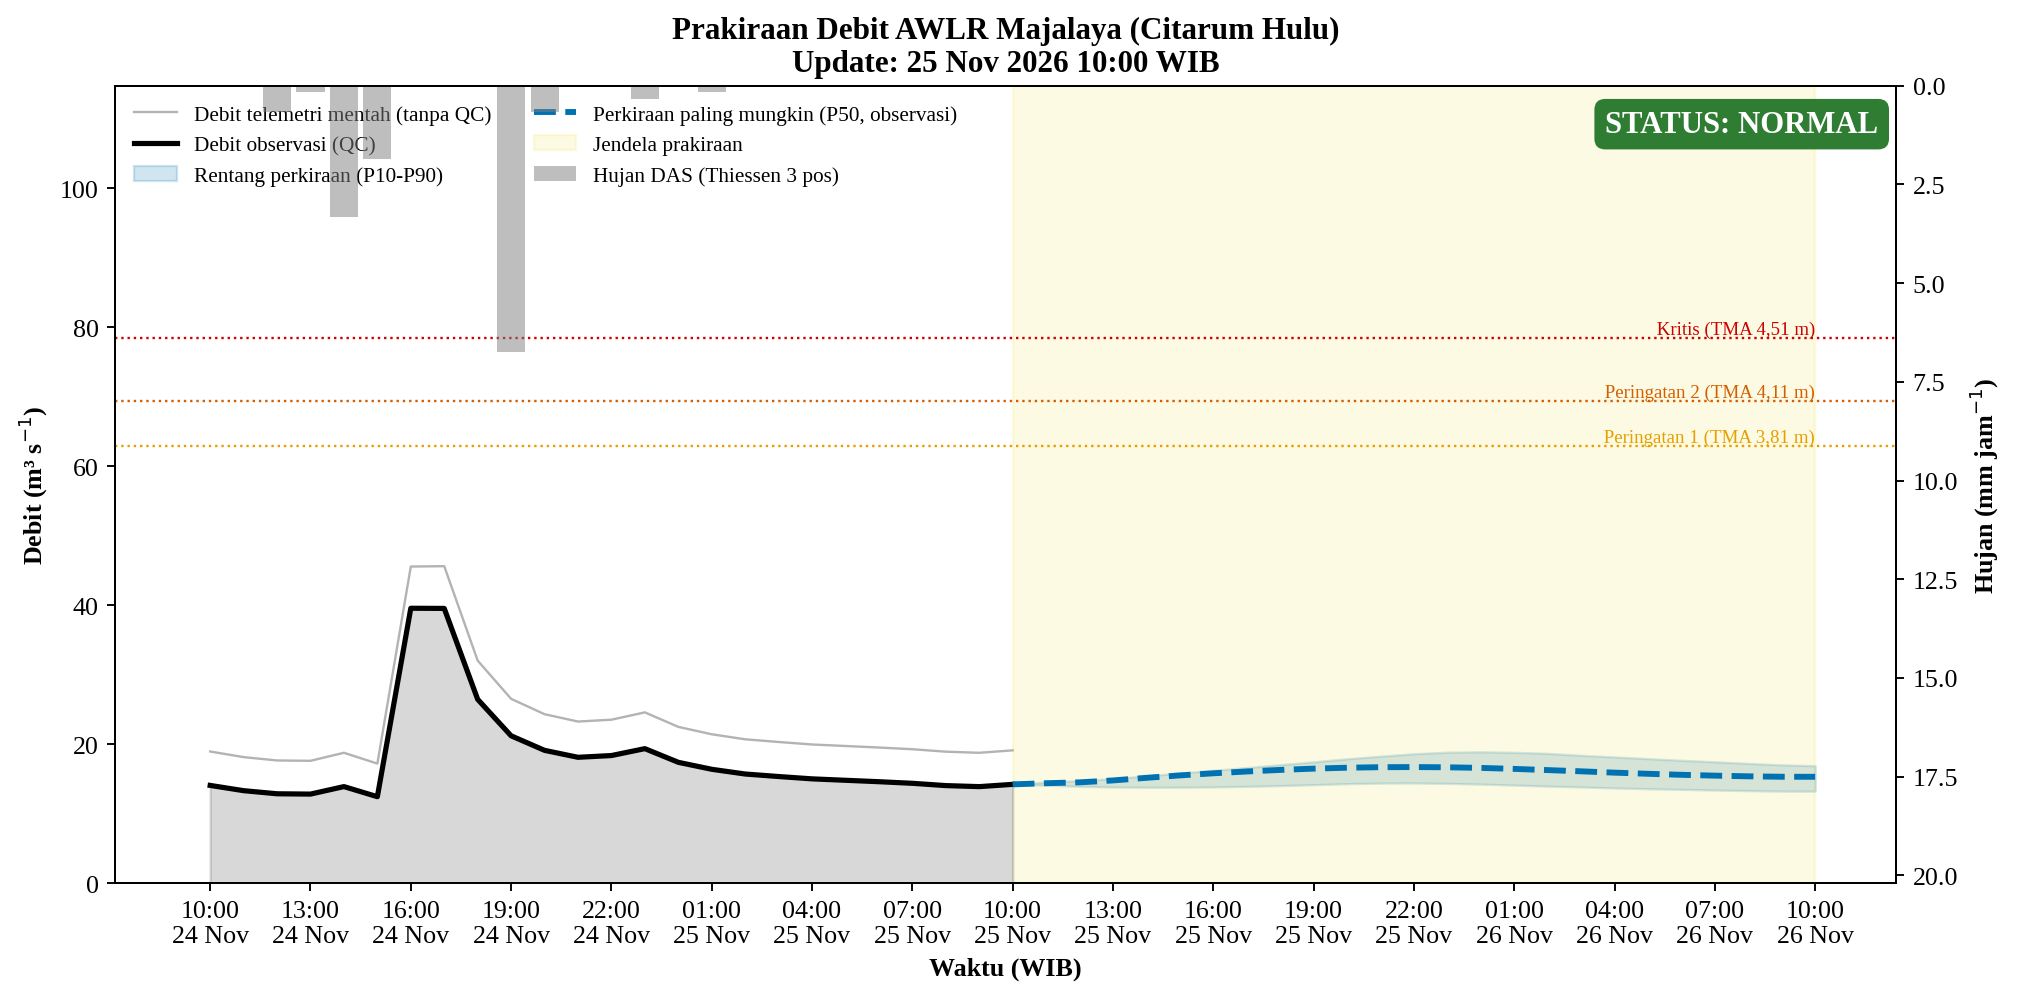 Prakiraan Debit AWLR Majalaya (Citarum Hulu)
Update: 25 Nov 2026 10:00 WIB
Debit telemetri mentah (tanpa QC)
Debit observasi (QC)
Rentang perkiraan (P10-P90)
Perkiraan paling mungkin (P50, observasi)
Jendela prakiraan
Hujan DAS (Thiessen 3 pos)
STATUS: NORMAL
Kritis (TMA 4,51 m)
Peringatan 2 (TMA 4,11 m)
Peringatan 1 (TMA 3,81 m)
Debit (m³ s⁻¹)
100
80
60
40
20
0
Hujan (mm jam⁻¹)
0.0
2.5
5.0
7.5
10.0
12.5
15.0
17.5
20.0
10:00 13:00 16:00 19:00 22:00 01:00 04:00 07:00 10:00 13:00 16:00 19:00 22:00 01:00 04:00 07:00 10:00
24 Nov 24 Nov 24 Nov 24 Nov 24 Nov 25 Nov 25 Nov 25 Nov 25 Nov 25 Nov 25 Nov 25 Nov 25 Nov 26 Nov 26 Nov 26 Nov 26 Nov
Waktu (WIB)